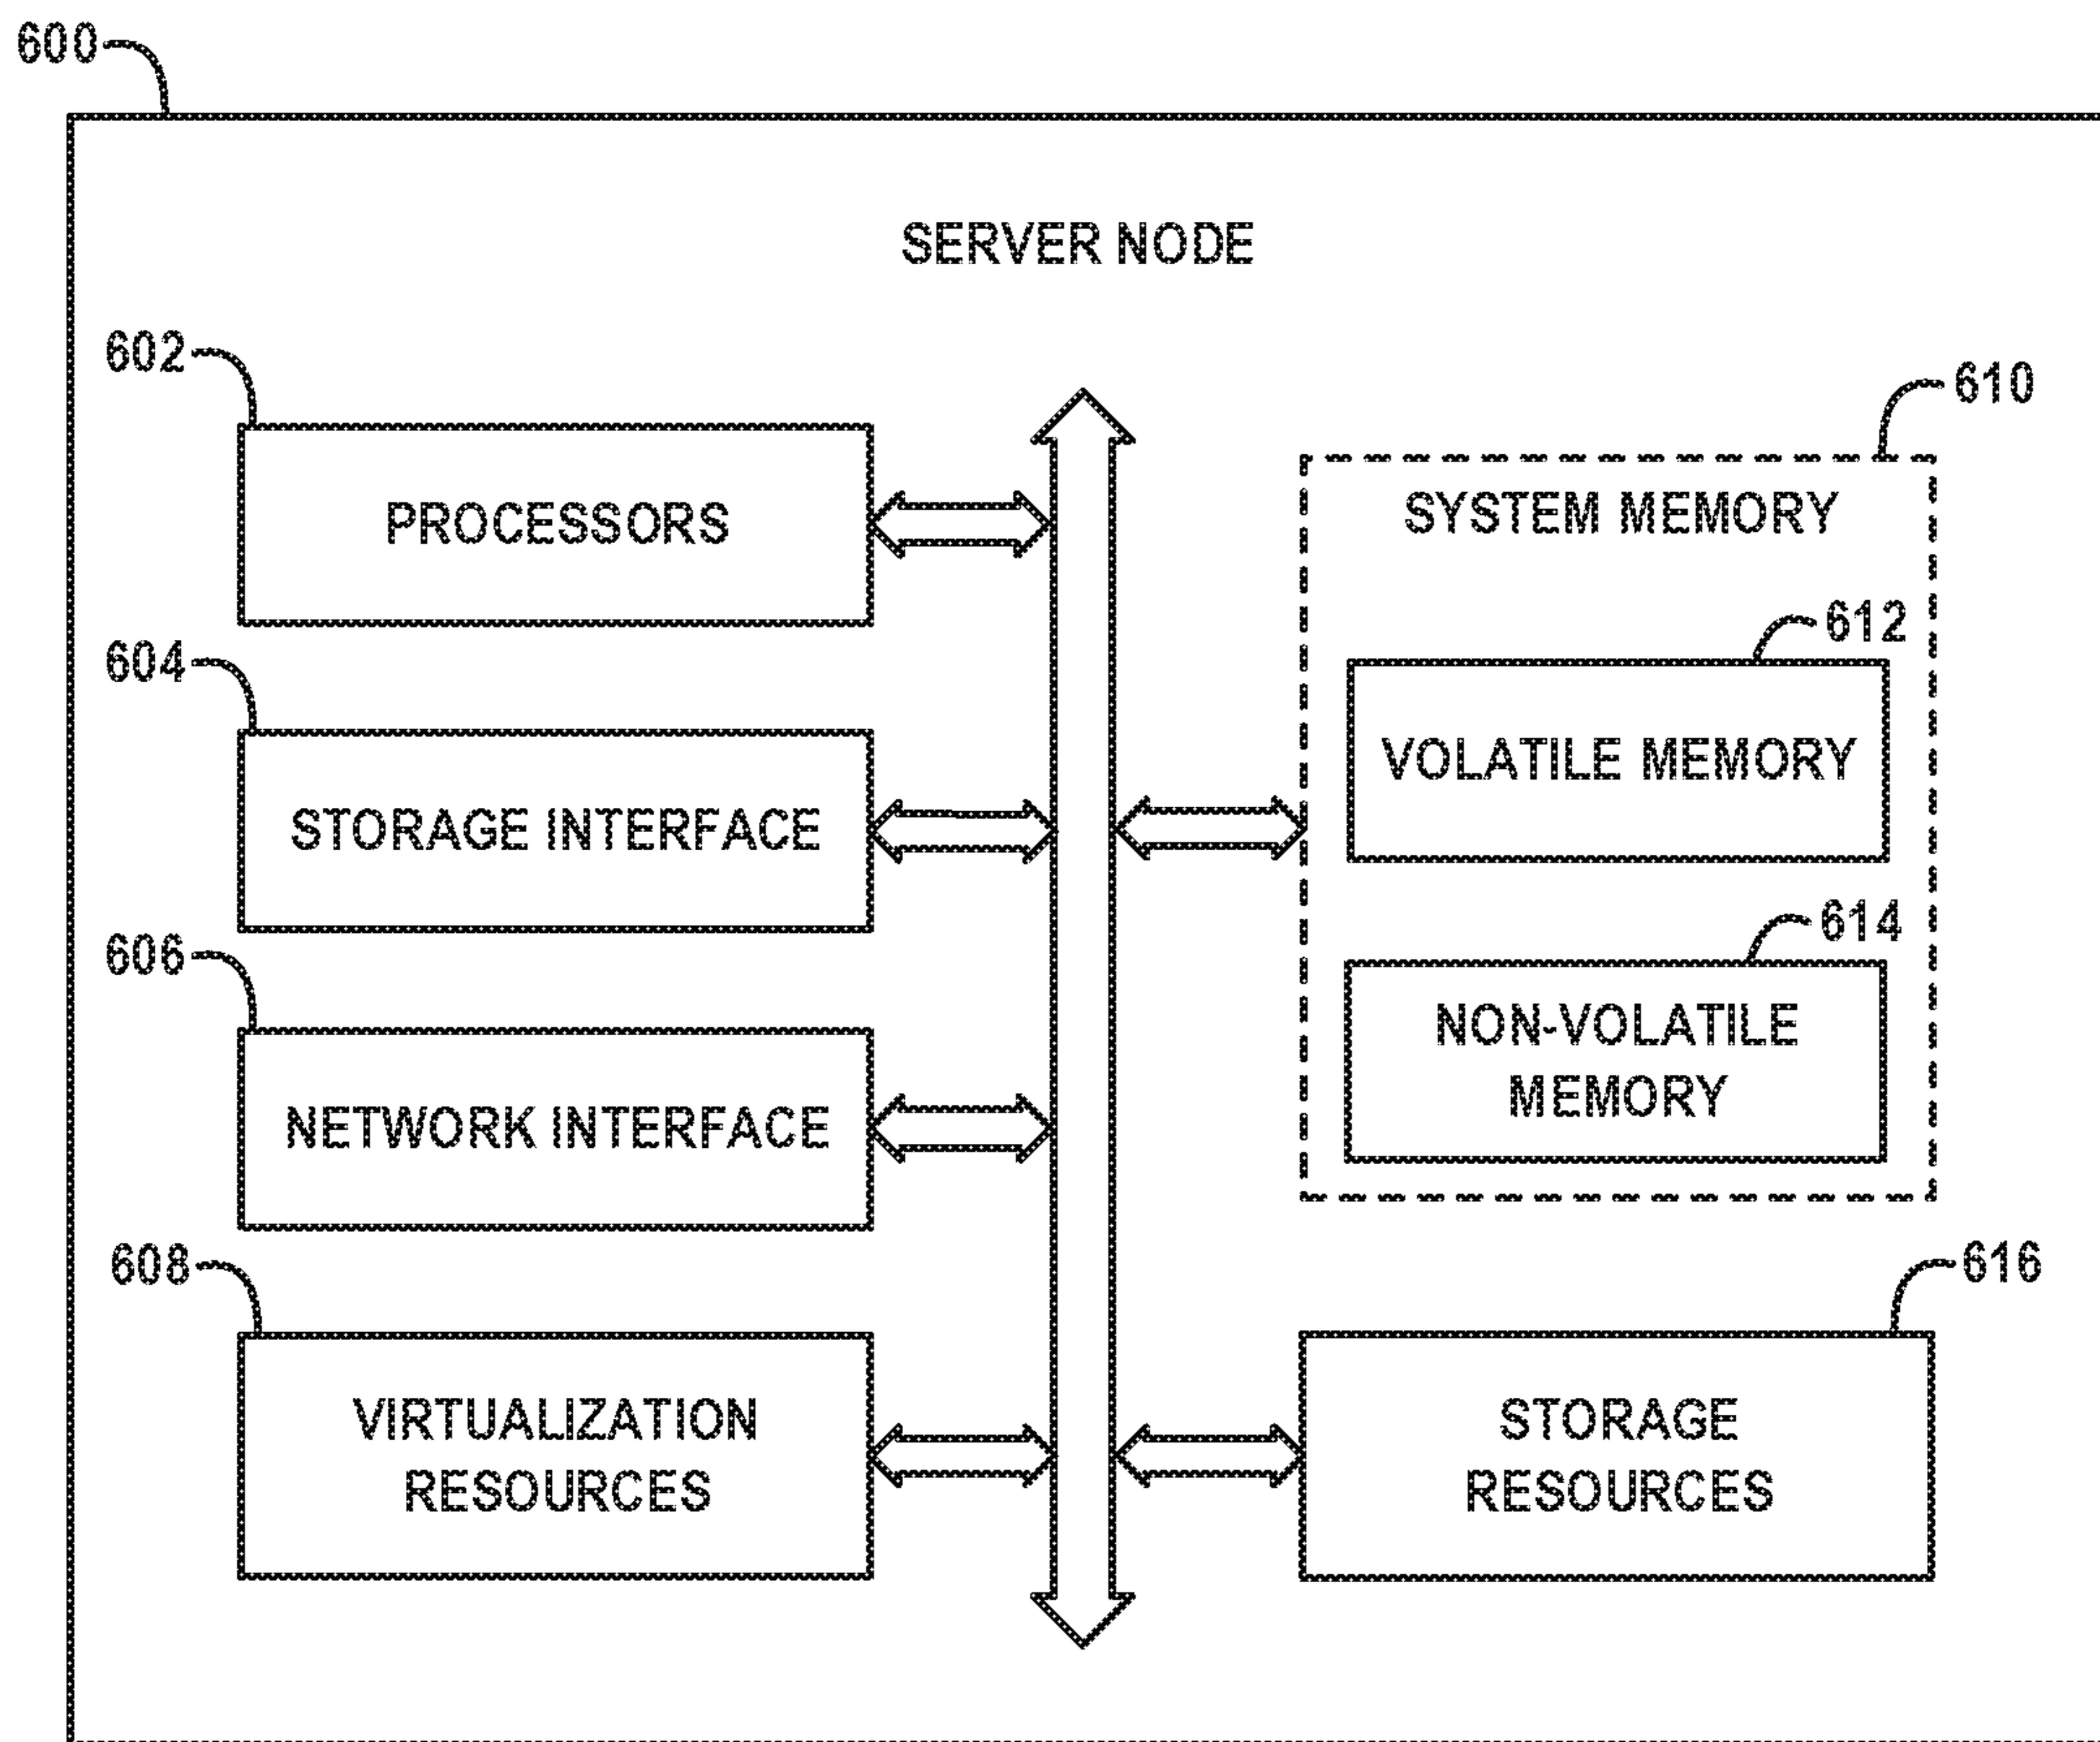 600
SERVER NODE
602
PROCESSORS
604
STORAGE INTERFACE
606
NETWORK INTERFACE
608
VIRTUALIZATION
RESOURCES
610
SYSTEM MEMORY
612
VOLATILE MEMORY
614
NON-VOLATILE
MEMORY
616
STORAGE
RESOURCES